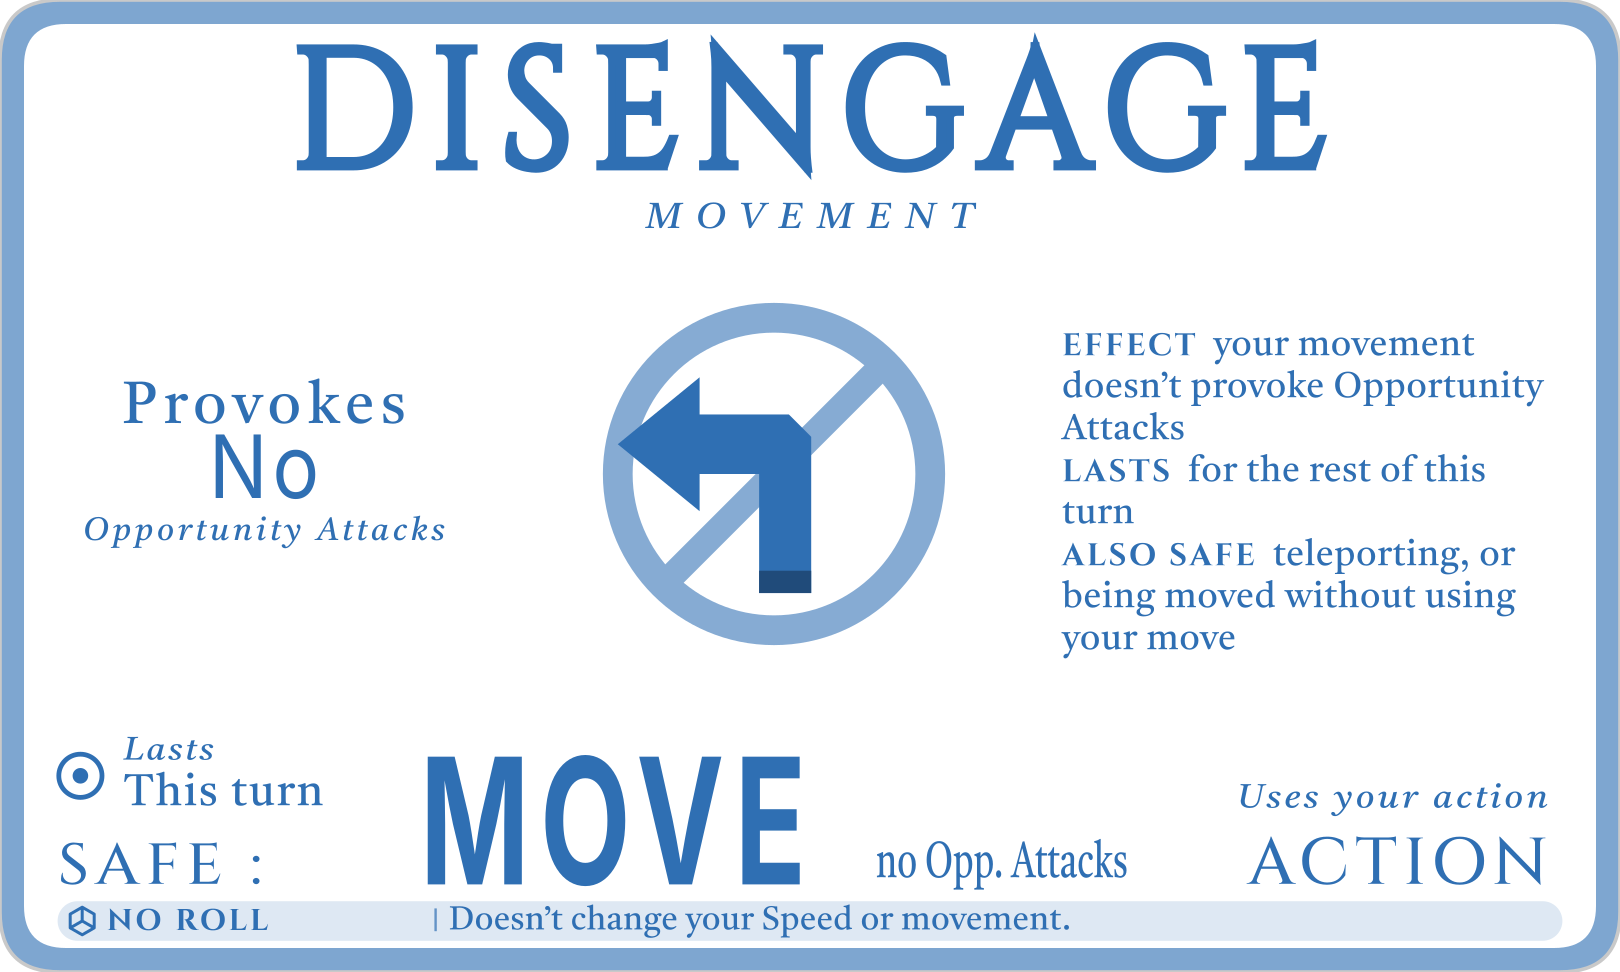 DISENGAGE
MOVEMENT
Provokes
No
Opportunity Attacks
EFFECT your movement
doesn’t provoke Opportunity
Attacks
LASTS for the rest of this
turn
ALSO SAFE teleporting, or
being moved without using
your move
Lasts
This turn
SAFE :
MOVE
no Opp. Attacks
Uses your action
ACTION
NO ROLL | Doesn’t change your Speed or movement.